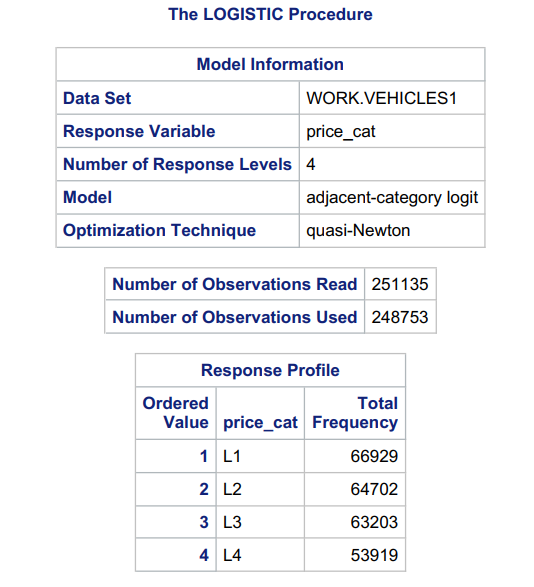 The LOGISTIC Procedure
Model Information
Data Set WORK.VEHICLES1
Response Variable price_cat
Number of Response Levels 4
Model adjacent-category logit
Optimization Technique quasi-Newton
Number of Observations Read 251135
Number of Observations Used 248753
Response Profile
Ordered Total
Value price_cat Frequency
1 L1 66929
2 L2 64702
3 L3 63203
4 L4 53919